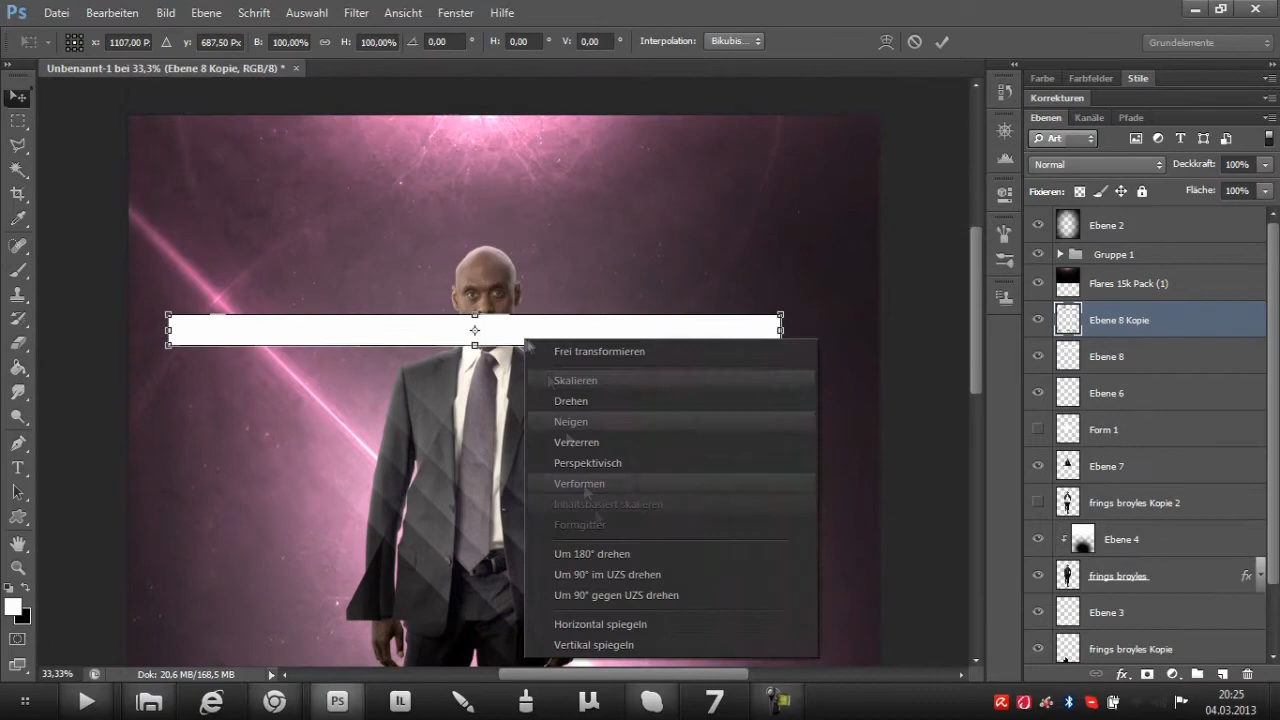 Ps Datei Bearbeiten Bild Ebene Schrift Auswahl Filter Ansicht Fenster Hilfe
x: 1107,00 P: y: 687,50 Px B: 100,00% H: 100,00% 0,00 ° H: 0,00 ° V: 0,00 ° Interpolation: Bikubis... Grundelemente
Unbenannt-1 bei 33,3% (Ebene 8 Kopie, RGB/8) * ×
Farbe Farbfelder Stile
Korrekturen
Ebenen Kanäle Pfade
Art
Normal Deckkraft: 100%
Fixieren: Fläche: 100%
Ebene 2
Gruppe 1
Flares 15k Pack (1)
Ebene 8 Kopie
Ebene 8
Ebene 6
Form 1
Ebene 7
frings broyles Kopie 2
Ebene 4
frings broyles fx
Ebene 3
frings broyles Kopie
Frei transformieren
Skalieren
Drehen
Neigen
Verzerren
Perspektivisch
Verformen
Inhaltsbasiert skalieren
Formgitter
Um 180° drehen
Um 90° im UZS drehen
Um 90° gegen UZS drehen
Horizontal spiegeln
Vertikal spiegeln
33,33% Dok: 20,6 MB/168,5 MB
Ps IL 7
20:25
04.03.2013